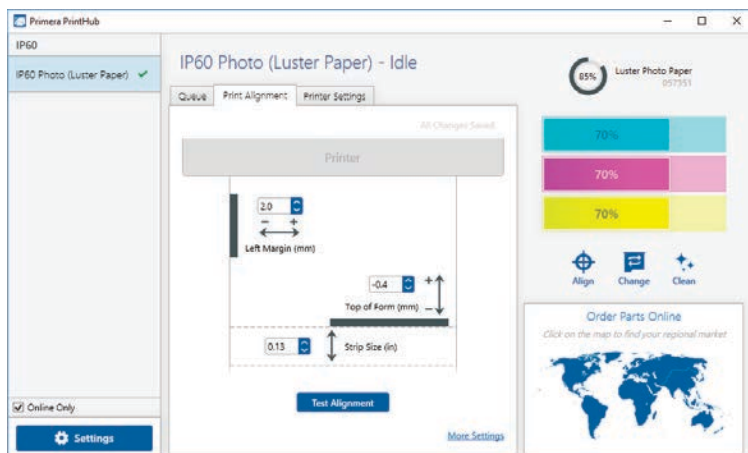 Primera PrintHub
IP60
IP60 Photo (Luster Paper)
Online Only
Settings
IP60 Photo (Luster Paper) - Idle
Queue
Print Alignment
Printer Settings
All Changes Saved
Printer
2.0
- +
Left Margin (mm)
-0.4
+
Top of Form (mm)
-
0.13
Strip Size (in)
Test Alignment
More Settings
85%
Luster Photo Paper
057351
70%
70%
70%
Align
Change
Clean
Order Parts Online
Click on the map to find your regional market